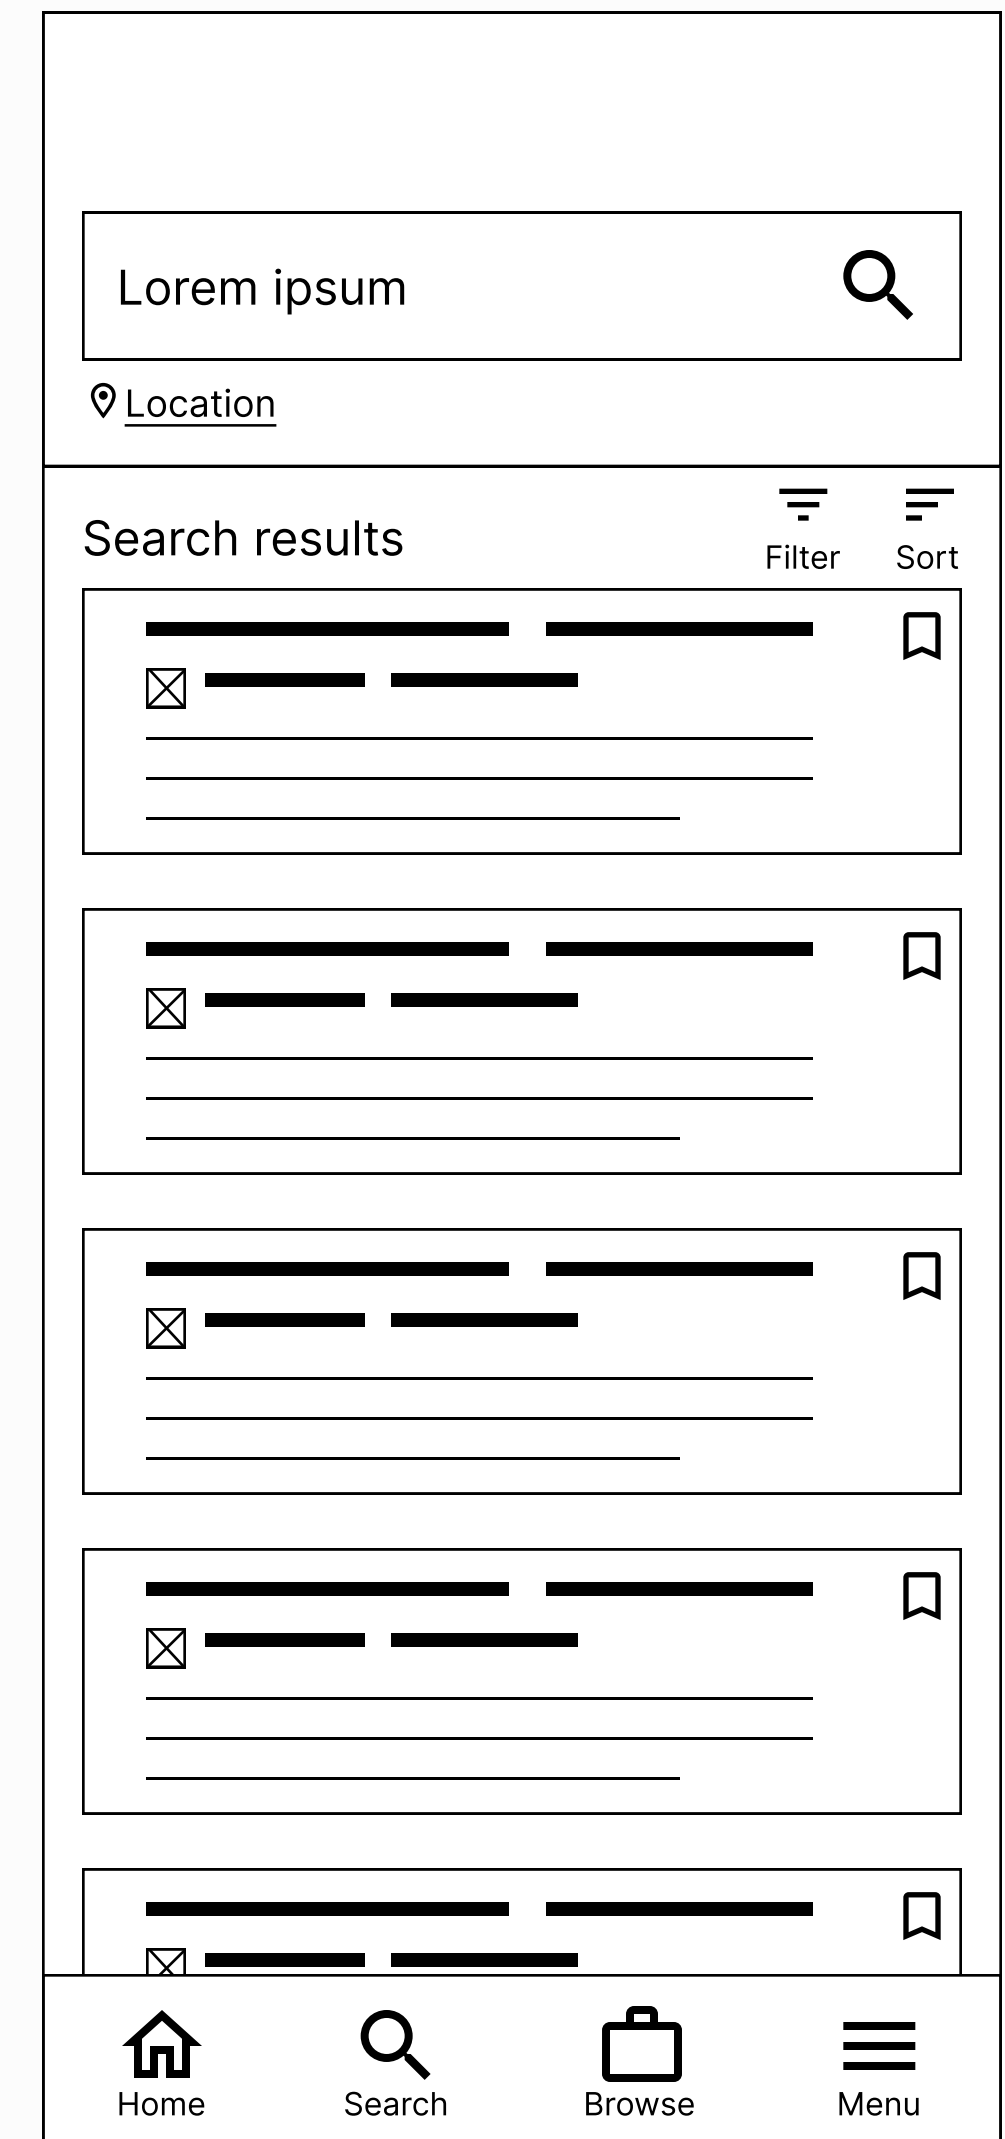 Lorem ipsum
Location
Search results
Filter
Sort
Home
Search
Browse
Menu